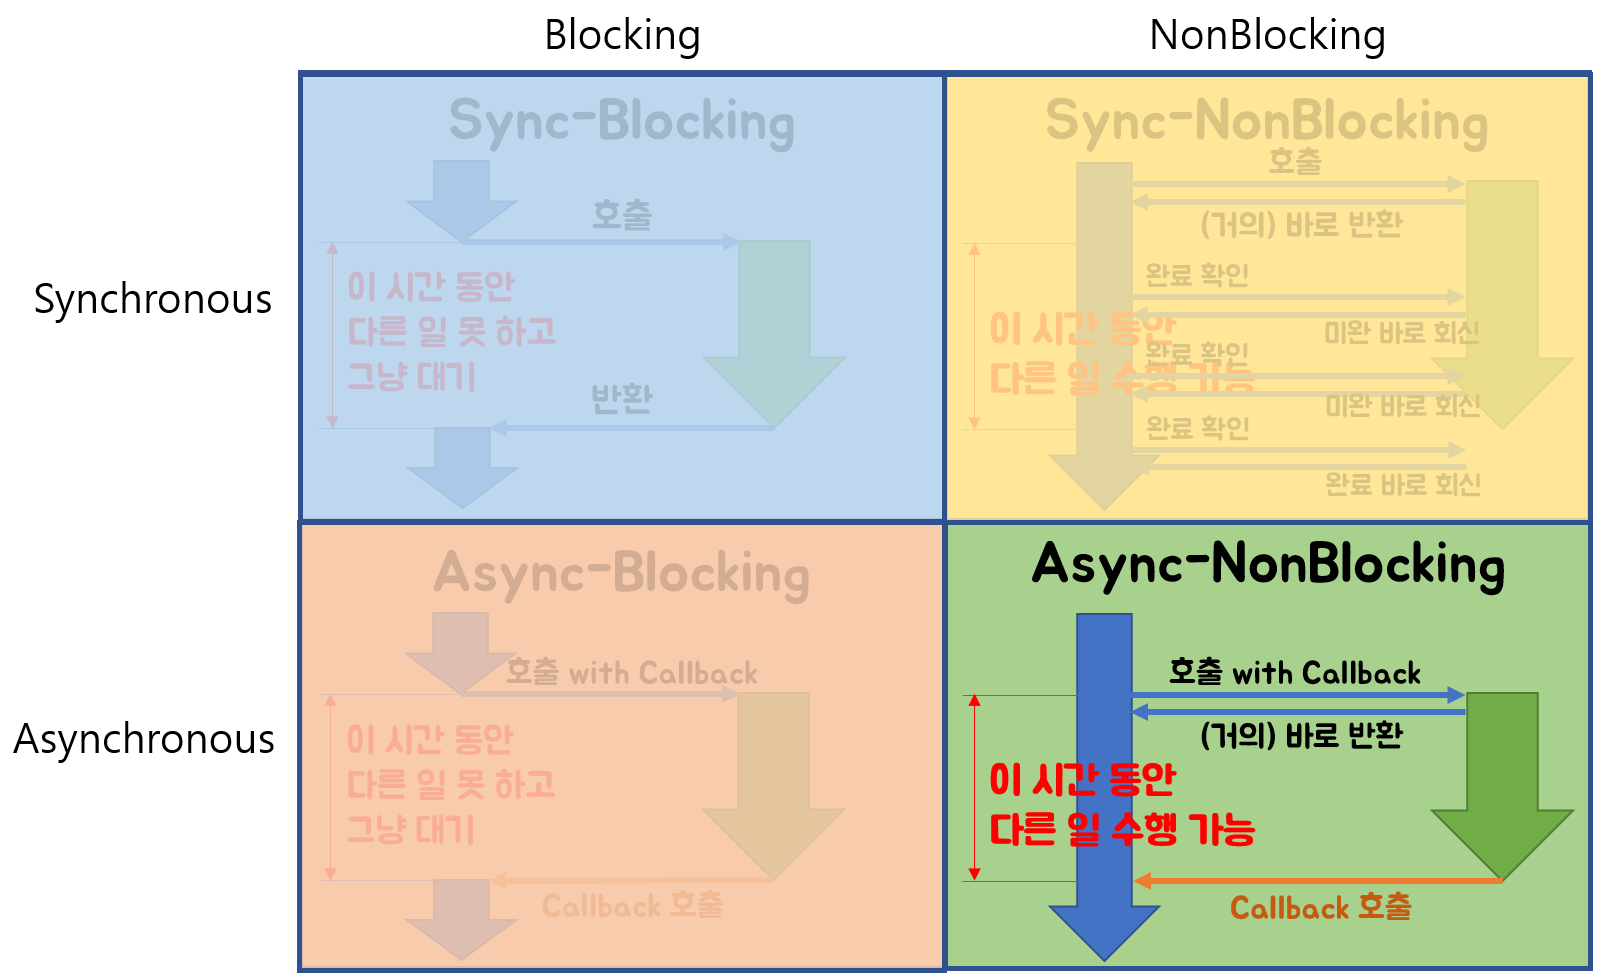 Blocking
NonBlocking
Synchronous
Sync-Blocking
호출
이 시간 동안
다른 일 못 하고
그냥 대기
반환
Sync-NonBlocking
호출
(거의) 바로 반환
완료 확인
이 시간 동안
미완 바로 회신
완료 확인
다른 일 수행 가능
미완 바로 회신
완료 확인
완료 바로 회신
Asynchronous
Async-Blocking
호출 with Callback
이 시간 동안
다른 일 못 하고
그냥 대기
Callback 호출
Async-NonBlocking
호출 with Callback
(거의) 바로 반환
이 시간 동안
다른 일 수행 가능
Callback 호출